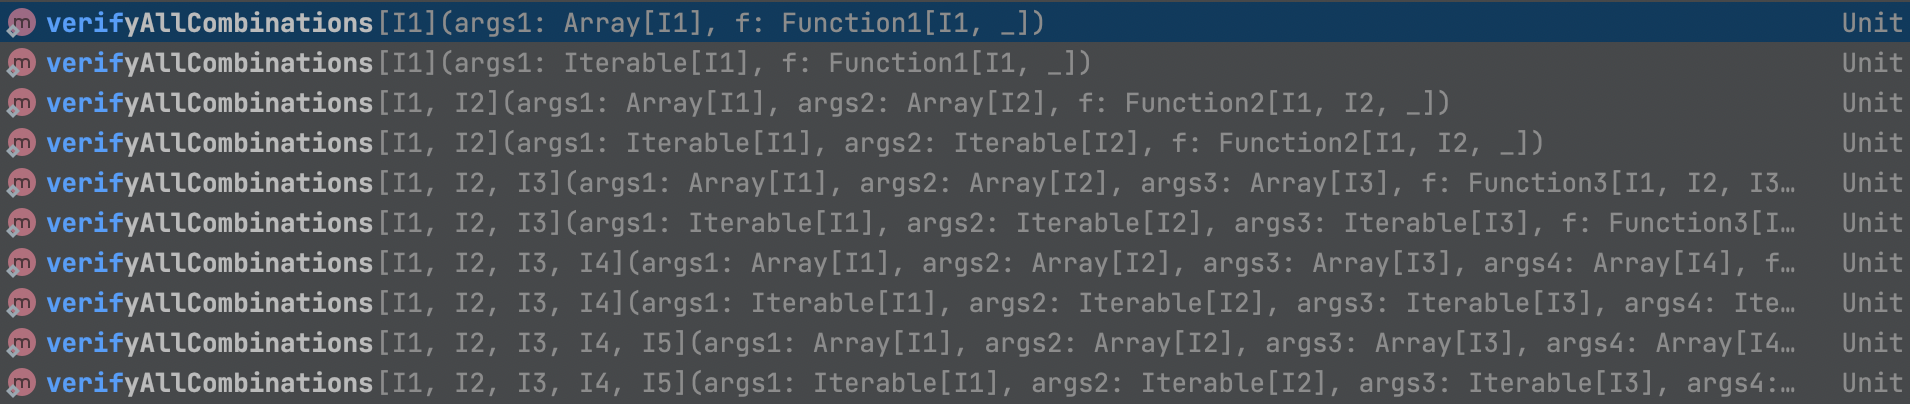 m verifyAllCombinations[I1](args1: Array[I1], f: Function1[I1, _]) Unit
m verifyAllCombinations[I1](args1: Iterable[I1], f: Function1[I1, _]) Unit
m verifyAllCombinations[I1, I2](args1: Array[I1], args2: Array[I2], f: Function2[I1, I2, _]) Unit
m verifyAllCombinations[I1, I2](args1: Iterable[I1], args2: Iterable[I2], f: Function2[I1, I2, _]) Unit
m verifyAllCombinations[I1, I2, I3](args1: Array[I1], args2: Array[I2], args3: Array[I3], f: Function3[I1, I2, I3… Unit
m verifyAllCombinations[I1, I2, I3](args1: Iterable[I1], args2: Iterable[I2], args3: Iterable[I3], f: Function3[I… Unit
m verifyAllCombinations[I1, I2, I3, I4](args1: Array[I1], args2: Array[I2], args3: Array[I3], args4: Array[I4], f… Unit
m verifyAllCombinations[I1, I2, I3, I4](args1: Iterable[I1], args2: Iterable[I2], args3: Iterable[I3], args4: Ite… Unit
m verifyAllCombinations[I1, I2, I3, I4, I5](args1: Array[I1], args2: Array[I2], args3: Array[I3], args4: Array[I4… Unit
m verifyAllCombinations[I1, I2, I3, I4, I5](args1: Iterable[I1], args2: Iterable[I2], args3: Iterable[I3], args4:… Unit